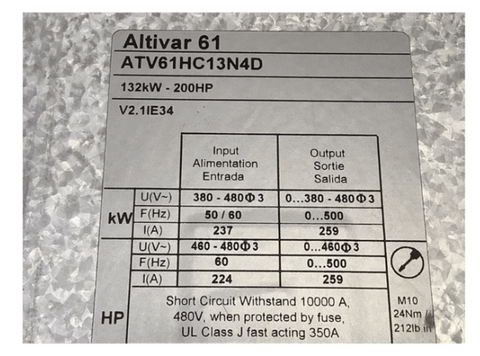 Altivar 61
ATV61HC13N4D
132kW - 200HP
V2.1IE34
Input Output
Alimentation Sortie
Entrada Salida
kW
U(V~) 380 - 480Φ3 0...380 - 480Φ3
F(Hz) 50 / 60 0...500
I(A) 237 259
HP
U(V~) 460 - 480Φ3 0...460Φ3
F(Hz) 60 0...500
I(A) 224 259
Short Circuit Withstand 10000 A,
480V, when protected by fuse,
UL Class J fast acting 350A
M10
24Nm
212lb.in